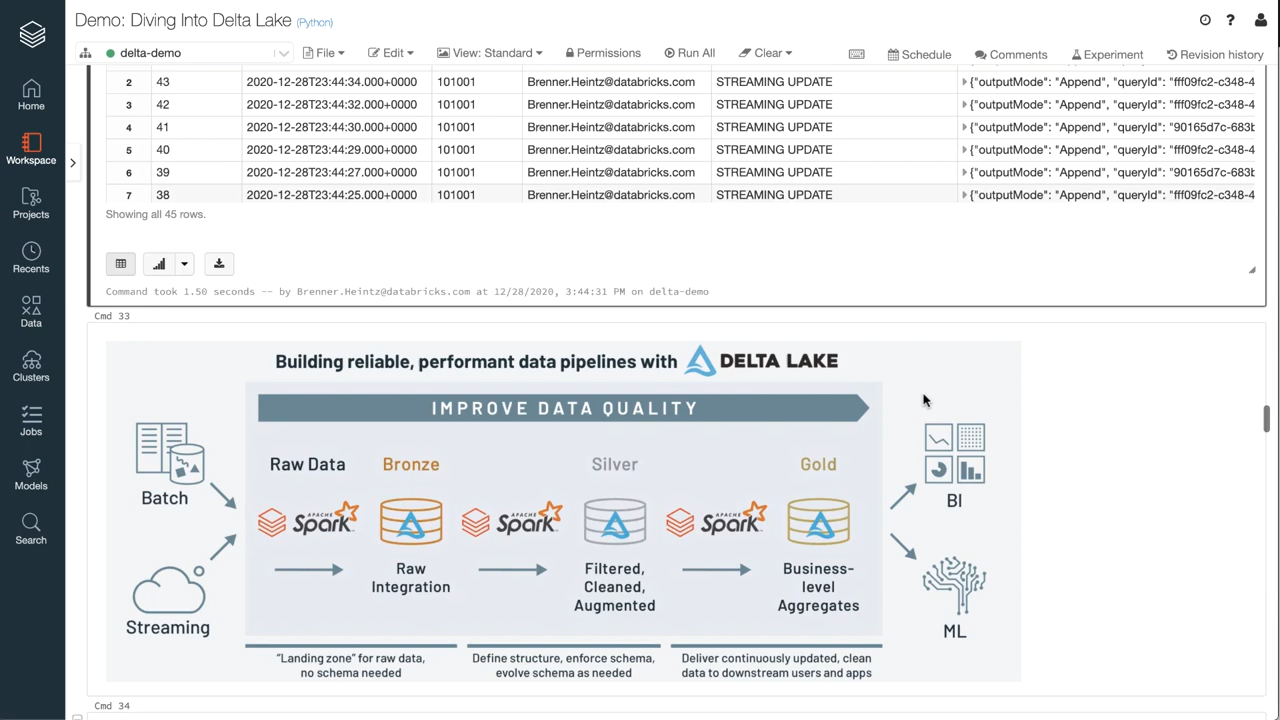 Demo: Diving Into Delta Lake (Python)
delta-demo File Edit View: Standard Permissions Run All Clear Schedule Comments Experiment Revision history
Home
Workspace
Projects
Recents
Data
Clusters
Jobs
Models
Search
2 43 2020-12-28T23:44:34.000+0000 101001 Brenner.Heintz@databricks.com STREAMING UPDATE {"outputMode": "Append", "queryId": "fff09fc2-c348-4
3 42 2020-12-28T23:44:32.000+0000 101001 Brenner.Heintz@databricks.com STREAMING UPDATE {"outputMode": "Append", "queryId": "fff09fc2-c348-4
4 41 2020-12-28T23:44:30.000+0000 101001 Brenner.Heintz@databricks.com STREAMING UPDATE {"outputMode": "Append", "queryId": "90165d7c-683b
5 40 2020-12-28T23:44:29.000+0000 101001 Brenner.Heintz@databricks.com STREAMING UPDATE {"outputMode": "Append", "queryId": "fff09fc2-c348-4
6 39 2020-12-28T23:44:27.000+0000 101001 Brenner.Heintz@databricks.com STREAMING UPDATE {"outputMode": "Append", "queryId": "90165d7c-683b
7 38 2020-12-28T23:44:25.000+0000 101001 Brenner.Heintz@databricks.com STREAMING UPDATE {"outputMode": "Append", "queryId": "fff09fc2-c348-4
Showing all 45 rows.
Command took 1.50 seconds -- by Brenner.Heintz@databricks.com at 12/28/2020, 3:44:31 PM on delta-demo
Cmd 33
Building reliable, performant data pipelines with DELTA LAKE
IMPROVE DATA QUALITY
Batch
Streaming
Raw Data Bronze Silver Gold
APACHE Spark APACHE Spark APACHE Spark
Raw
Integration
Filtered,
Cleaned,
Augmented
Business-
level
Aggregates
BI
ML
"Landing zone" for raw data,
no schema needed
Define structure, enforce schema,
evolve schema as needed
Deliver continuously updated, clean
data to downstream users and apps
Cmd 34